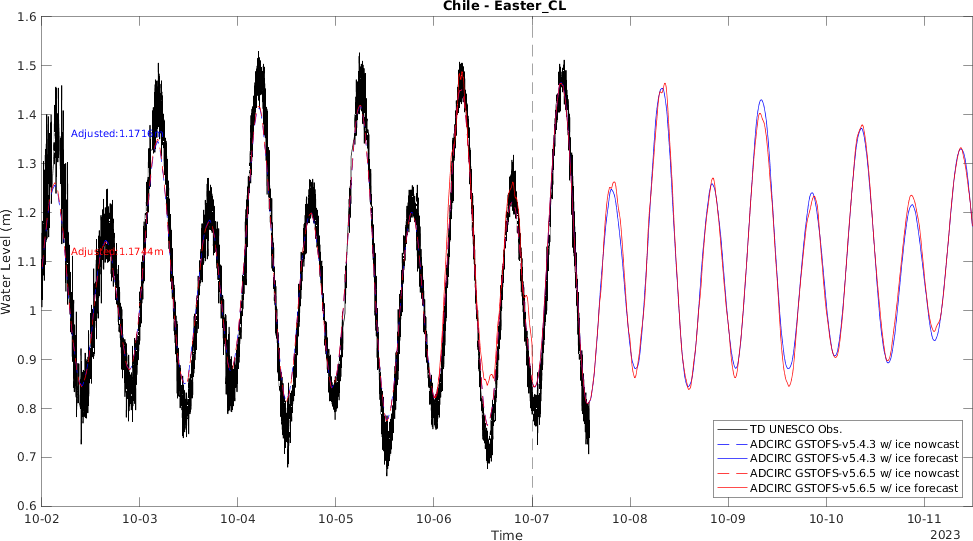 Chile - Easter_CL
1.6
1.5
1.4
1.3
1.2
1.1
1
0.9
0.8
0.7
0.6
Water Level (m)
Adjusted:1.1716m
Adjusted:1.1744m
TD UNESCO Obs.
ADCIRC GSTOFS-v5.4.3 w/ ice nowcast
ADCIRC GSTOFS-v5.4.3 w/ ice forecast
ADCIRC GSTOFS-v5.6.5 w/ ice nowcast
ADCIRC GSTOFS-v5.6.5 w/ ice forecast
10-02 10-03 10-04 10-05 10-06 10-07 10-08 10-09 10-10 10-11
Time
2023